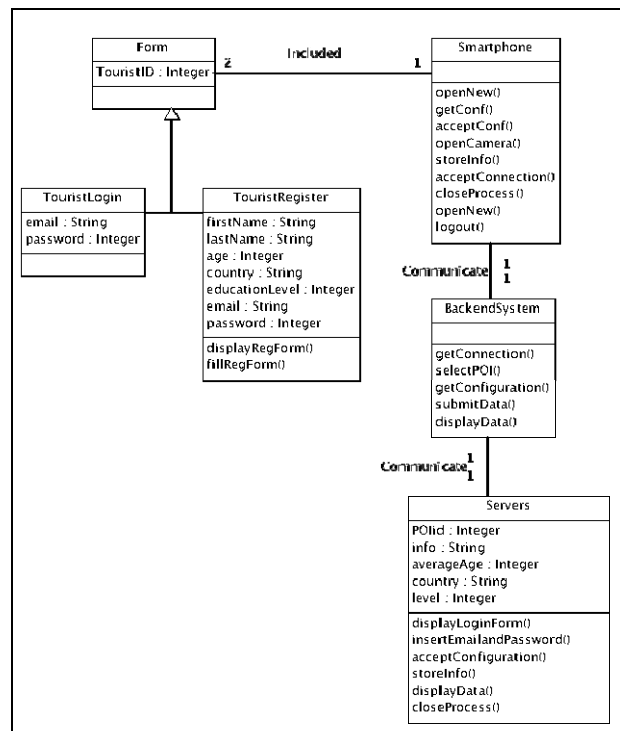 Form
TouristID : Integer
2
Included
1
Smartphone
openNew()
getConf()
acceptConf()
openCamera()
storeInfo()
acceptConnection()
closeProcess()
openNew()
logout()
TouristLogin
email : String
password : Integer
TouristRegister
firstName : String
lastName : String
age : Integer
country : String
educationLevel : Integer
email : String
password : Integer
displayRegForm()
fillRegForm()
Communicate
1
1
BackendSystem
getConnection()
selectPOI()
getConfiguration()
submitData()
displayData()
Communicate
1
1
Servers
POIid : Integer
info : String
averageAge : Integer
country : String
level : Integer
displayLoginForm()
insertEmailandPassword()
acceptConfiguration()
storeInfo()
displayData()
closeProcess()